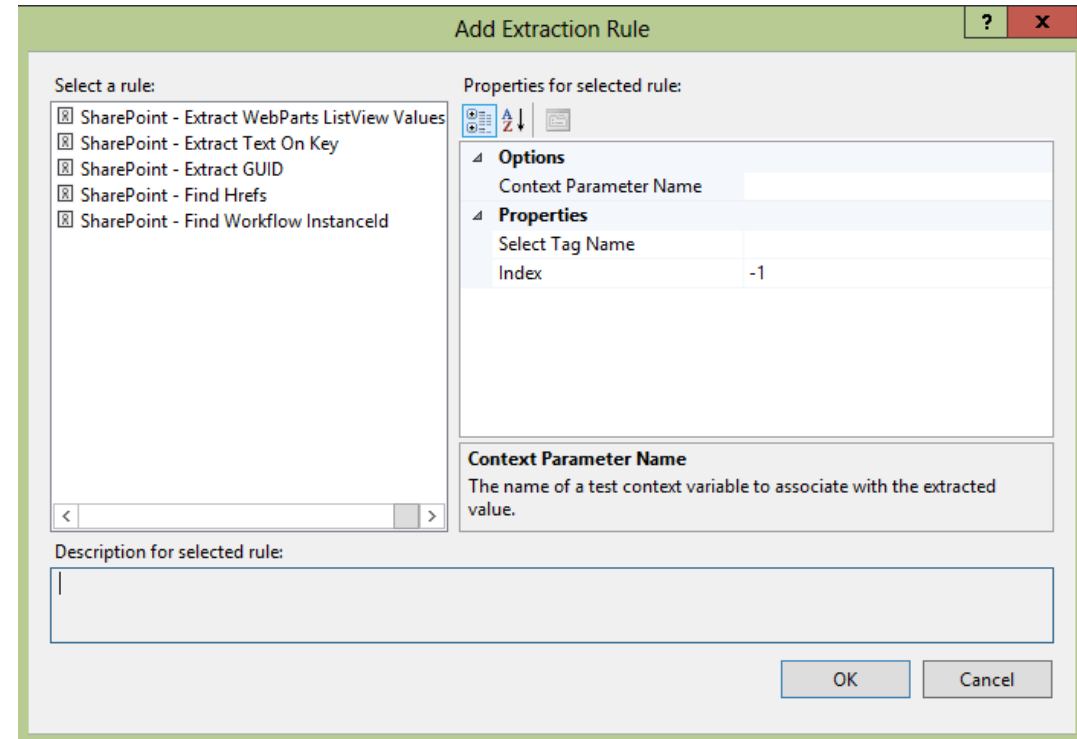 Add Extraction Rule
?
x
Select a rule:
SharePoint - Extract WebParts ListView Values
SharePoint - Extract Text On Key
SharePoint - Extract GUID
SharePoint - Find Hrefs
SharePoint - Find Workflow InstanceId
Properties for selected rule:
A
Z
Options
Context Parameter Name
Properties
Select Tag Name
Index -1
Context Parameter Name
The name of a test context variable to associate with the extracted
value.
Description for selected rule:
OK Cancel